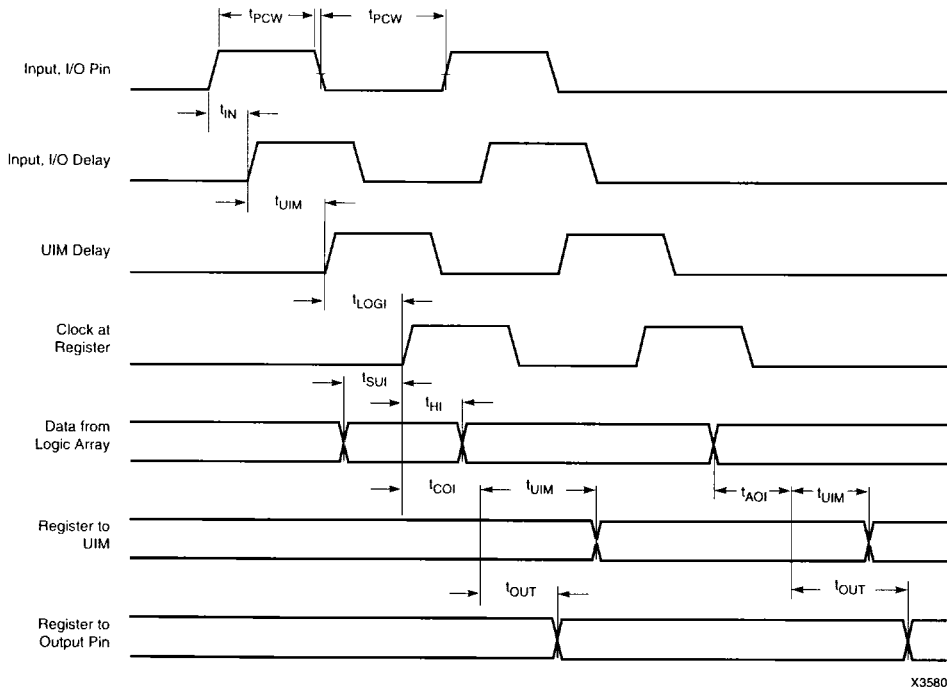 tPCW tPCW
Input, I/O Pin
tIN
Input, I/O Delay
tUIM
UIM Delay
tLOGI
Clock at
Register
tSUI
tHI
Data from
Logic Array
tCOI tUIM tAOI tUIM
Register to
UIM
tOUT tOUT
Register to
Output Pin
X3580